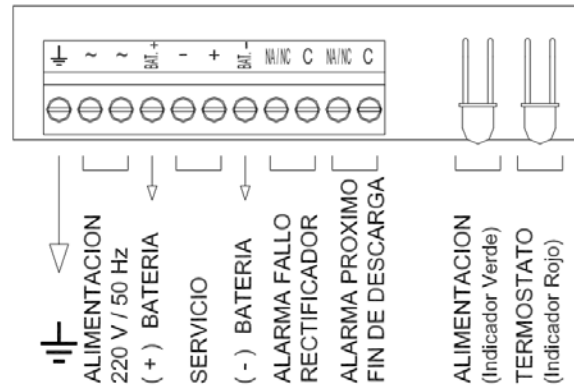 ~ ~ BAT. + - + BAT. - NA/NC C NA/NC C
ALIMENTACION
220 V / 50 Hz
( + ) BATERIA
SERVICIO
( - ) BATERIA
ALARMA FALLO
RECTIFICADOR
ALARMA PROXIMO
FIN DE DESCARGA
ALIMENTACION
(Indicador Verde)
TERMOSTATO
(Indicador Rojo)